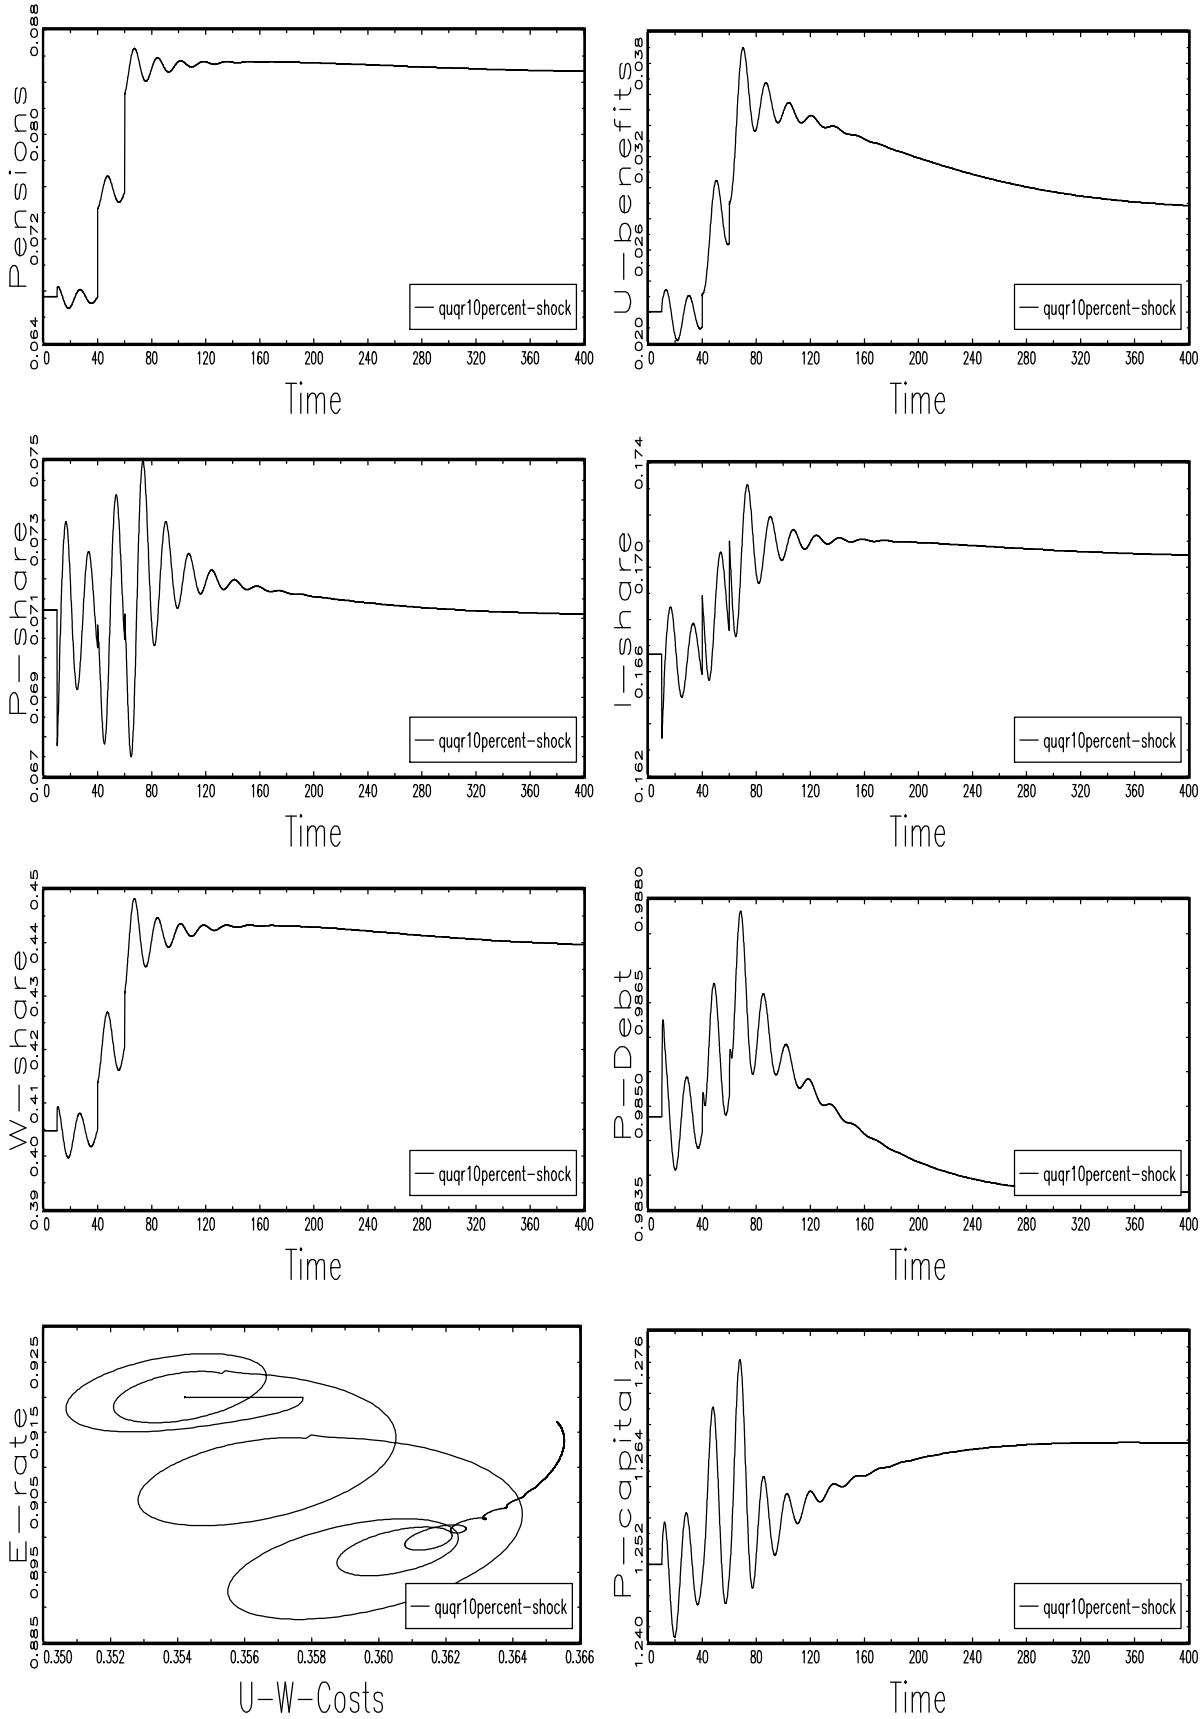 Pensions
0.064 0.072 0.080 0.088
quqr10percent-shock
0 40 80 120 160 200 240 280 320 360 400
Time
U-benefits
0.020 0.026 0.032 0.038
quqr10percent-shock
0 40 80 120 160 200 240 280 320 360 400
Time
P-share
0.067 0.069 0.071 0.073 0.075
quqr10percent-shock
0 40 80 120 160 200 240 280 320 360 400
Time
I-share
0.162 0.166 0.170 0.174
quqr10percent-shock
0 40 80 120 160 200 240 280 320 360 400
Time
W-share
0.39 0.40 0.41 0.42 0.43 0.44 0.45
quqr10percent-shock
0 40 80 120 160 200 240 280 320 360 400
Time
P-Debt
0.9835 0.9850 0.9865 0.9880
quqr10percent-shock
0 40 80 120 160 200 240 280 320 360 400
Time
E-rate
0.885 0.895 0.905 0.915 0.925
quqr10percent-shock
0.350 0.352 0.354 0.356 0.358 0.360 0.362 0.364 0.366
U-W-Costs
P-capital
1.240 1.252 1.264 1.276
quqr10percent-shock
0 40 80 120 160 200 240 280 320 360 400
Time